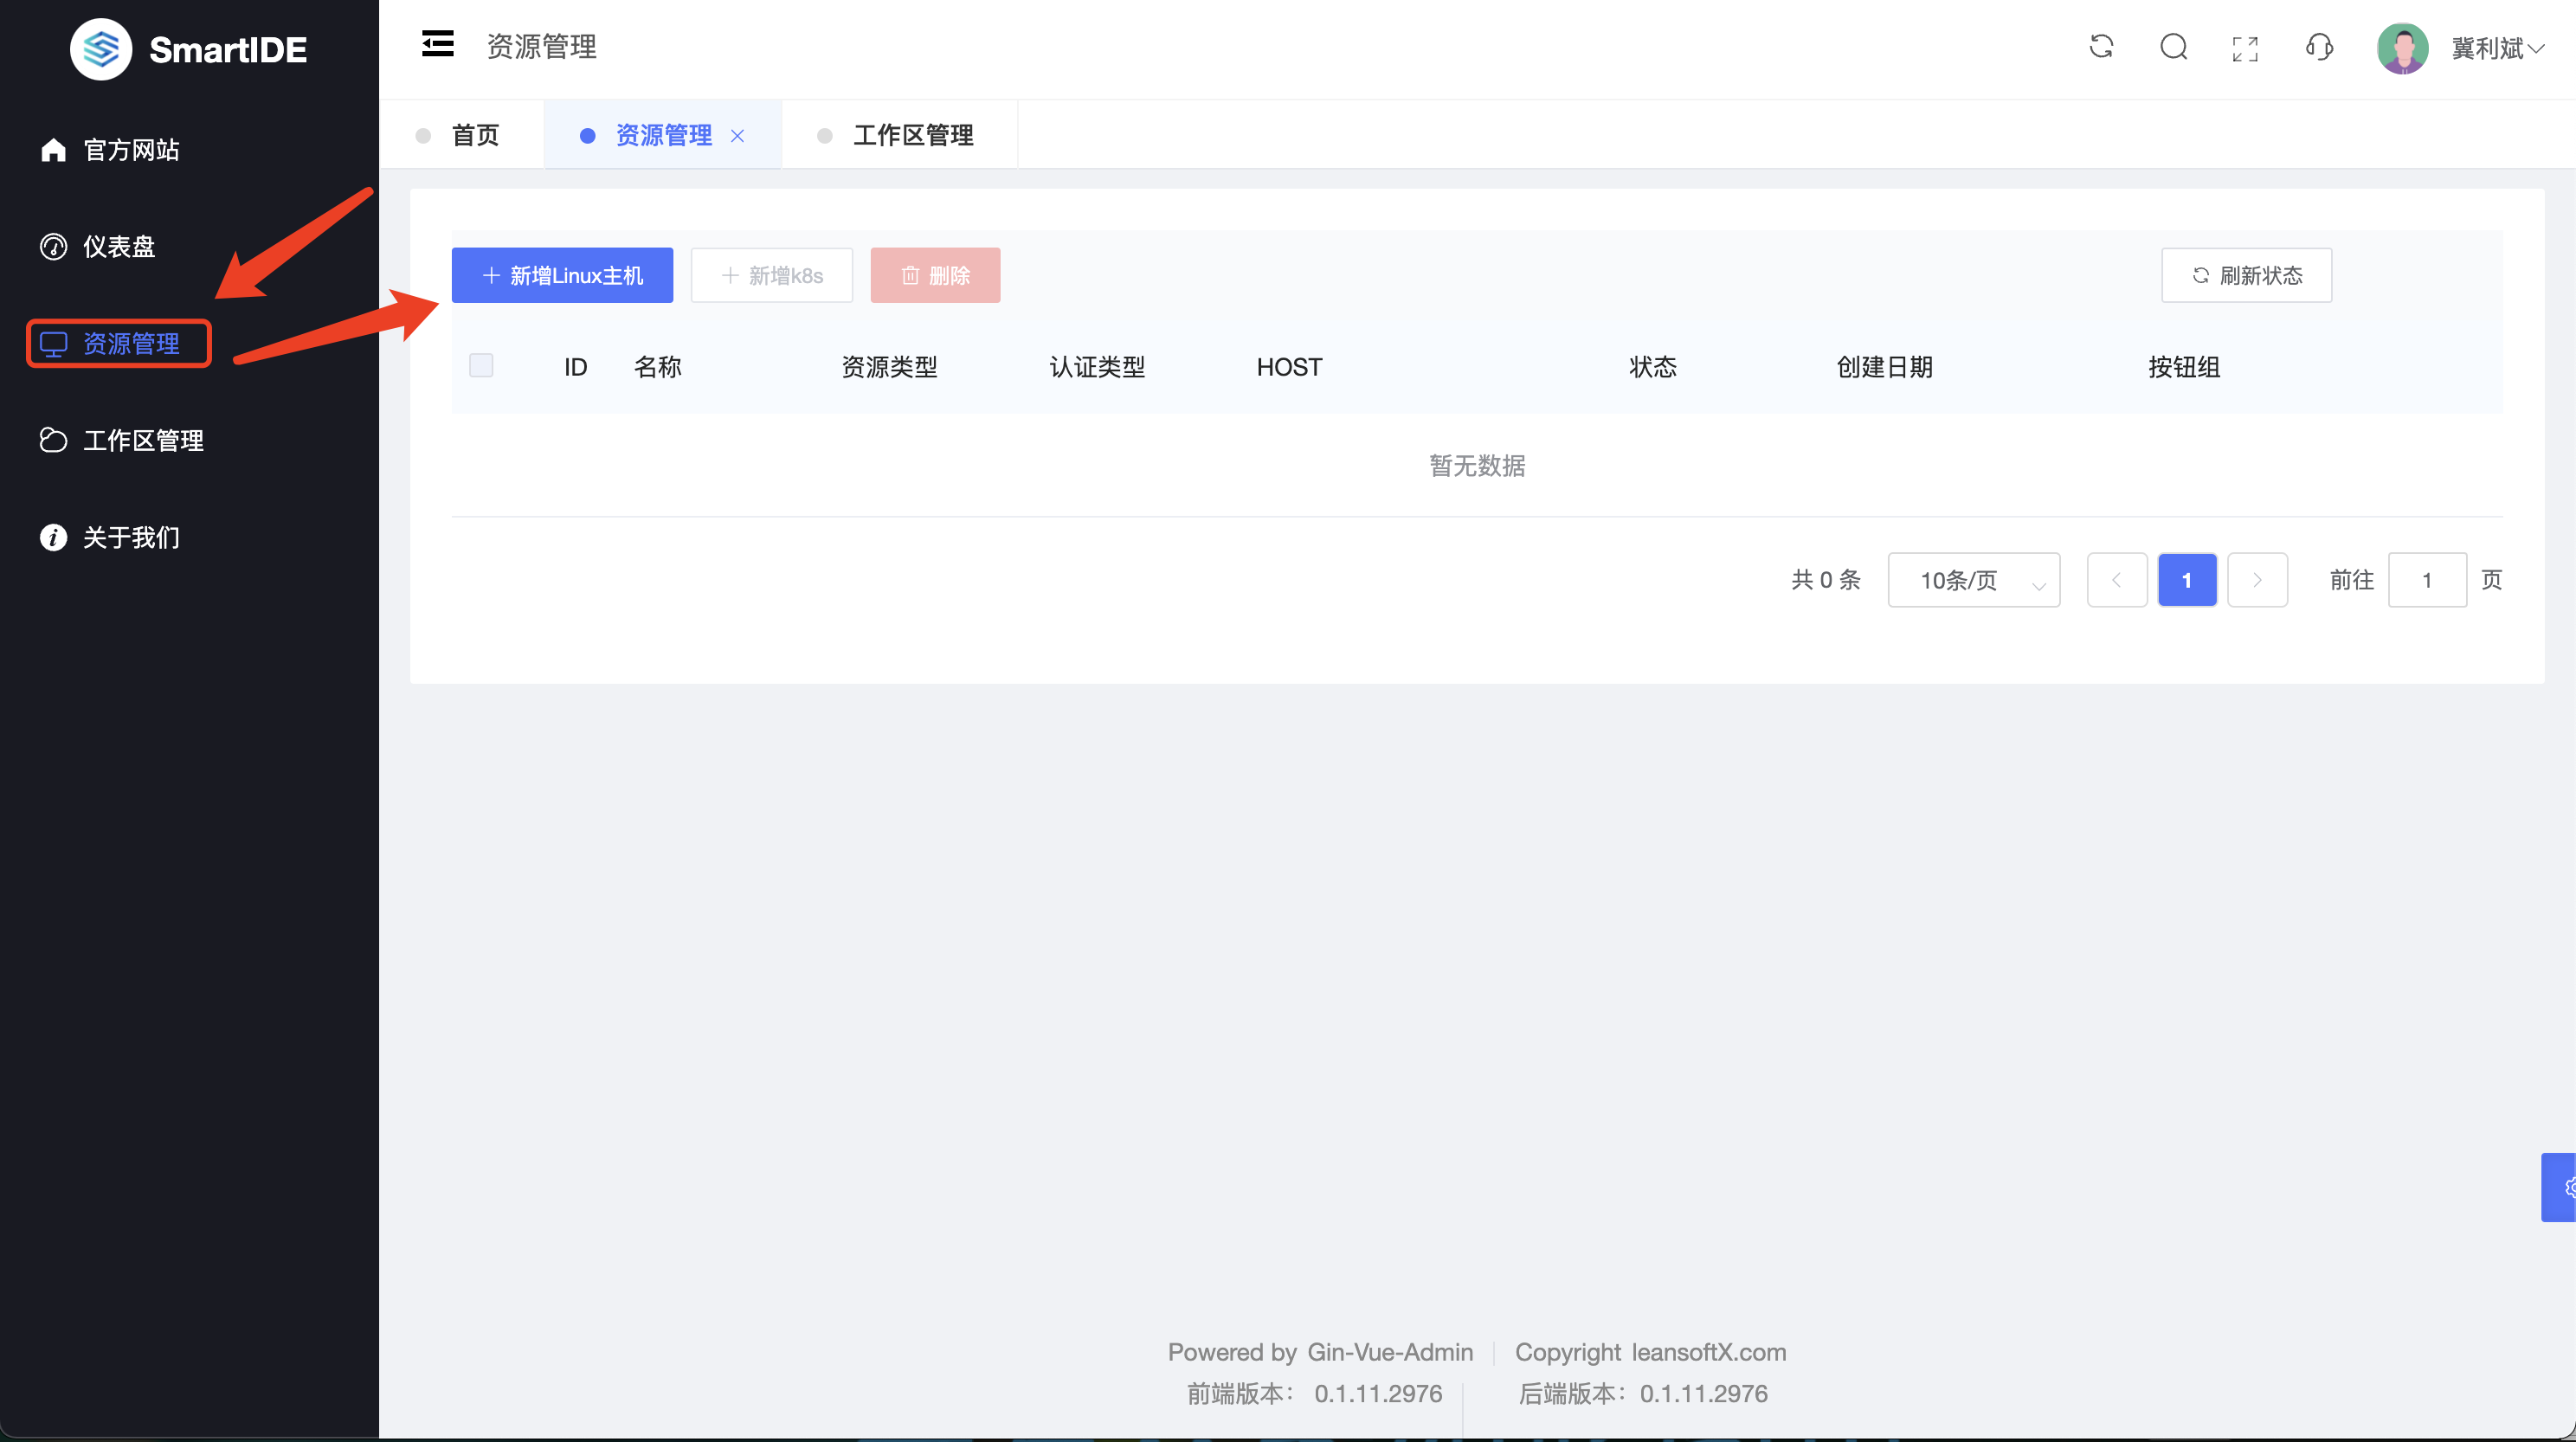 SmartIDE
资源管理
冀利斌
官方网站
仪表盘
资源管理
工作区管理
关于我们
首页
资源管理
工作区管理
新增Linux主机
新增k8s
删除
刷新状态
ID 名称 资源类型 认证类型 HOST 状态 创建日期 按钮组
暂无数据
共 0 条 10条/页 1 前往 1 页
Powered by Gin-Vue-Admin Copyright leansoftX.com
前端版本： 0.1.11.2976 后端版本：0.1.11.2976